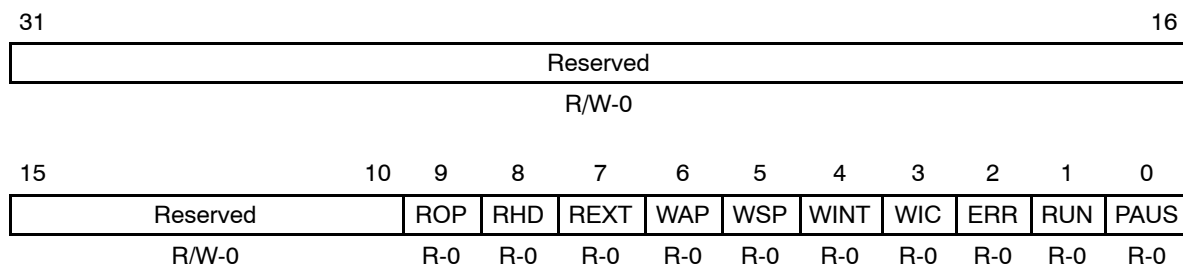 31 16
Reserved
R/W-0
15 10 9 8 7 6 5 4 3 2 1 0
Reserved ROP RHD REXT WAP WSP WINT WIC ERR RUN PAUS
R/W-0 R-0 R-0 R-0 R-0 R-0 R-0 R-0 R-0 R-0 R-0